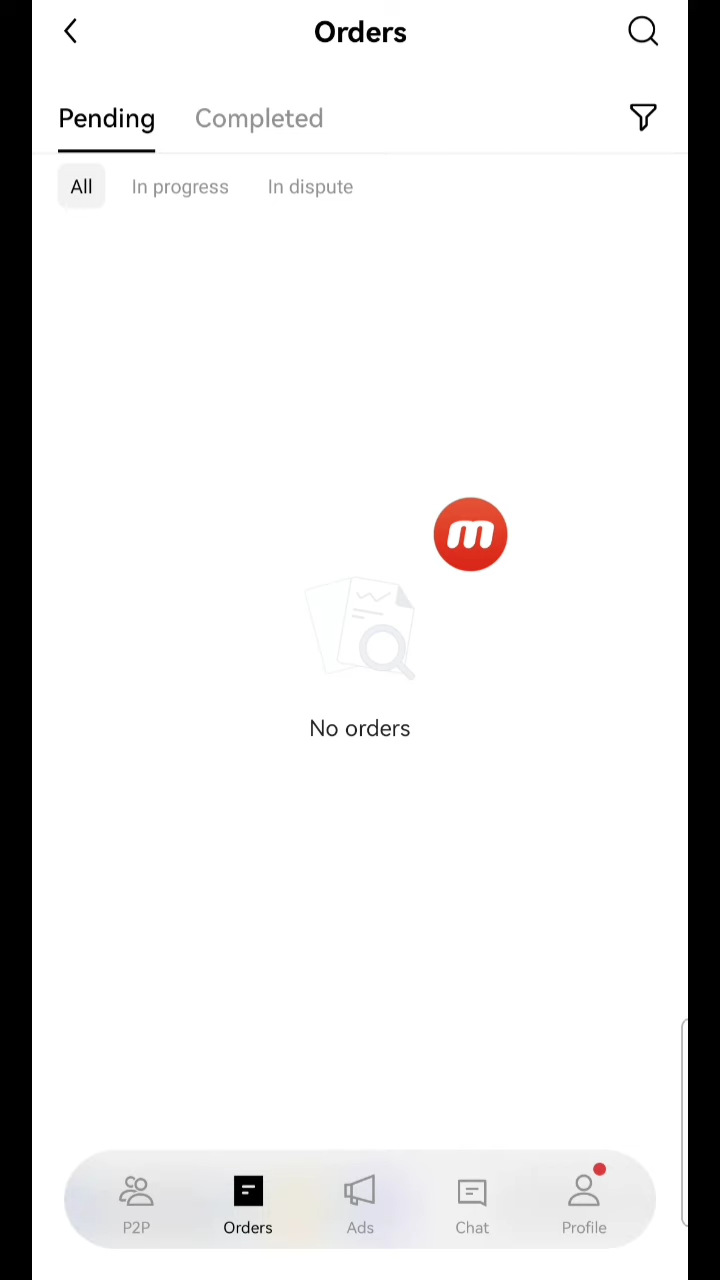 Orders
Pending Completed
All In progress In dispute
m
No orders
P2P Orders Ads Chat Profile